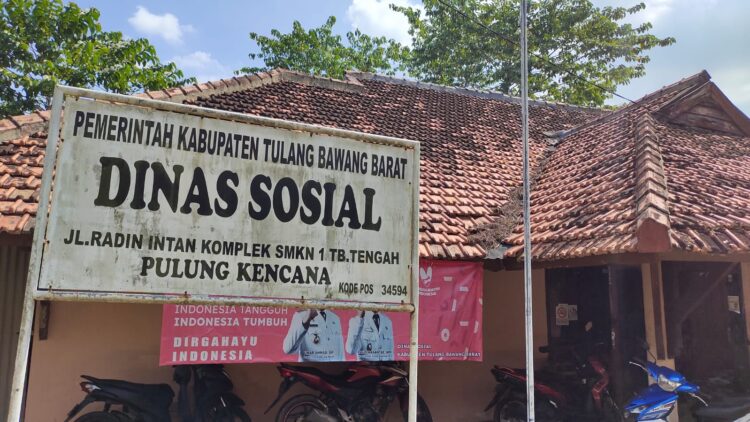 PEMERINTAH KABUPATEN TULANG BAWANG BARAT
DINAS SOSIAL
JL.RADIN INTAN KOMPLEK SMKN 1 TB.TENGAH
PULUNG KENCANA
KODE POS 34594
INDONESIA TANGGUH
INDONESIA TUMBUH
DIRGAHAYU
INDONESIA
KABUPATEN TULANG BAWANG BARAT